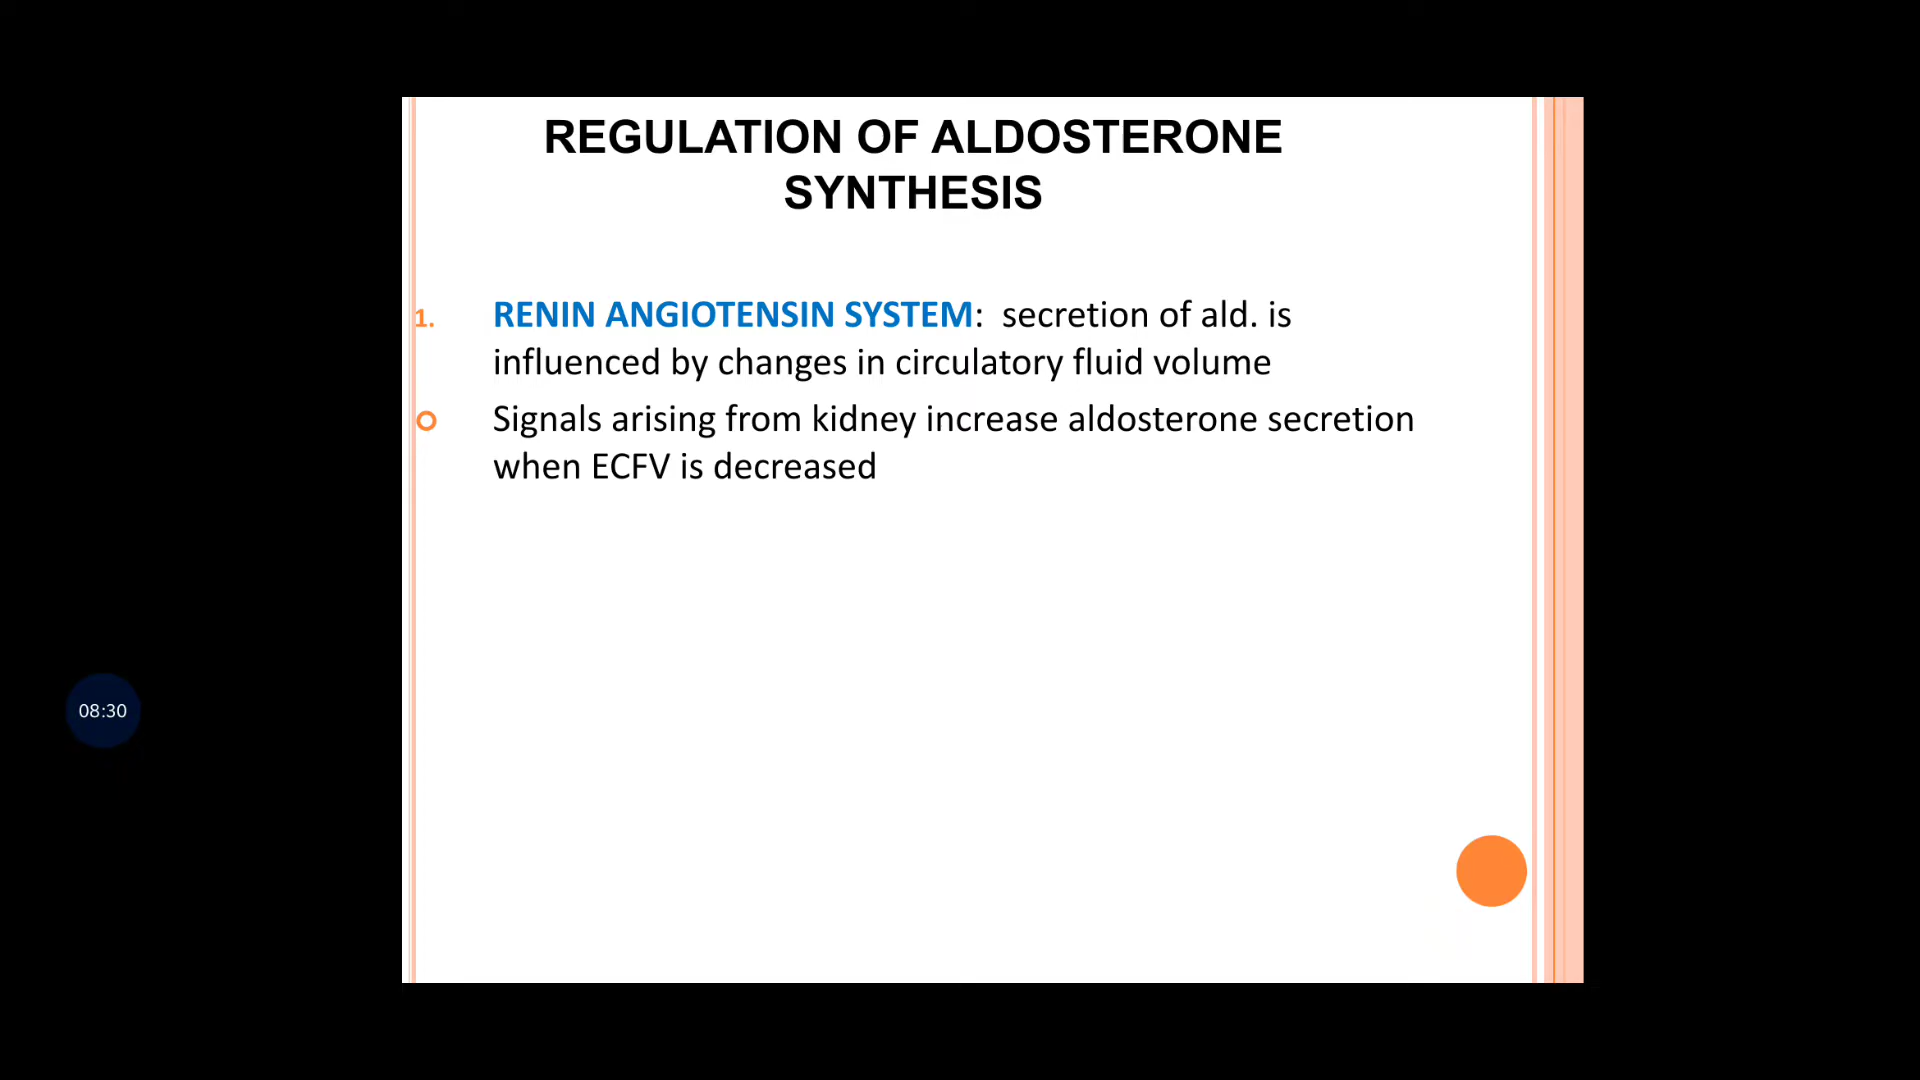 REGULATION OF ALDOSTERONE
SYNTHESIS
1. RENIN ANGIOTENSIN SYSTEM: secretion of ald. is
influenced by changes in circulatory fluid volume
Signals arising from kidney increase aldosterone secretion
when ECFV is decreased
08:30